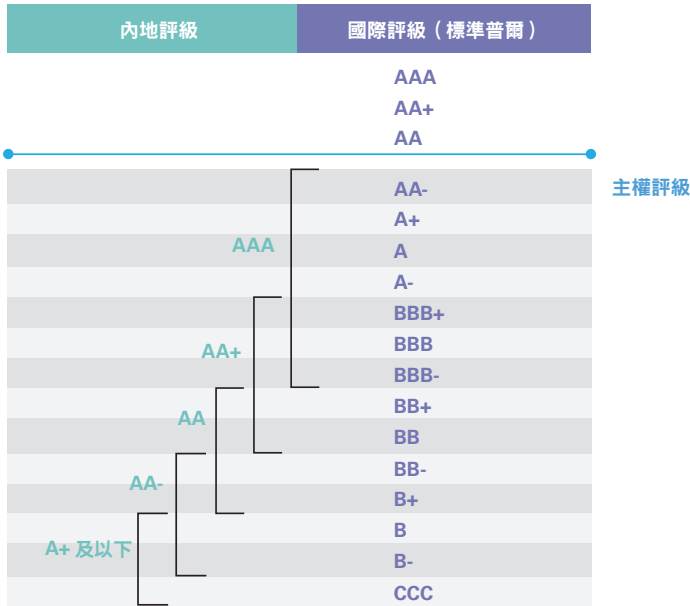 內地評級
國際評級（標準普爾）
AAA
AA+
AA
主權評級
AA-
A+
AAA
A
A-
BBB+
AA+
BBB
BBB-
BB+
AA
BB
AA-
BB-
B+
B
A+ 及以下
B-
CCC